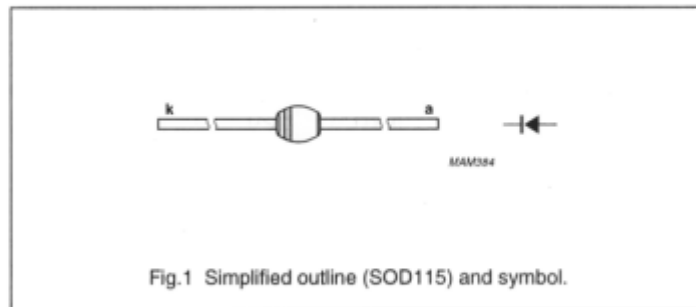 k
a
MAM384
Fig.1 Simplified outline (SOD115) and symbol.